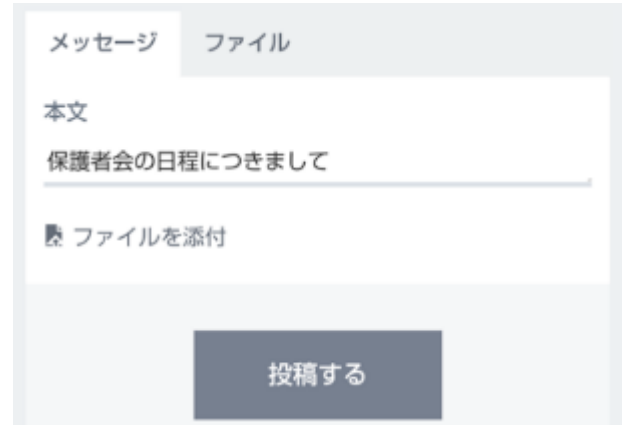 メッセージ ファイル
本文
保護者会の日程につきまして
ファイルを添付
投稿する